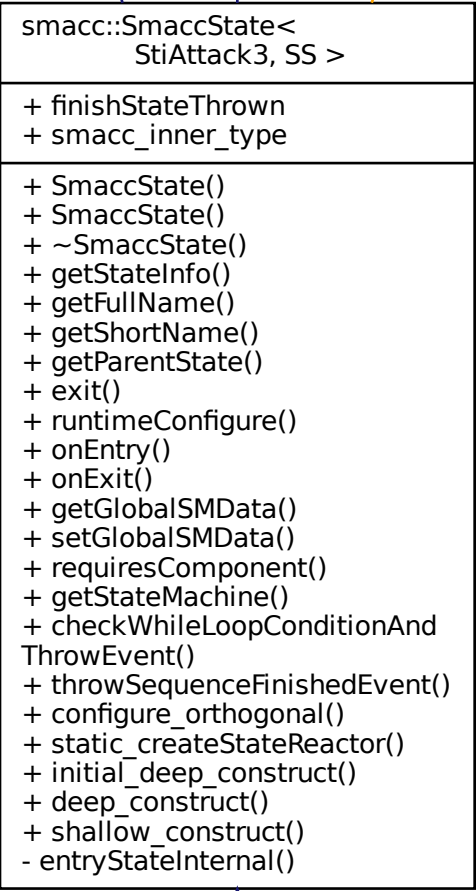 smacc::SmaccState<
StiAttack3, SS >
+ finishStateThrown
+ smacc_inner_type
+ SmaccState()
+ SmaccState()
+ ~SmaccState()
+ getStateInfo()
+ getFullName()
+ getShortName()
+ getParentState()
+ exit()
+ runtimeConfigure()
+ onEntry()
+ onExit()
+ getGlobalSMData()
+ setGlobalSMData()
+ requiresComponent()
+ getStateMachine()
+ checkWhileLoopConditionAnd
ThrowEvent()
+ throwSequenceFinishedEvent()
+ configure_orthogonal()
+ static_createStateReactor()
+ initial_deep_construct()
+ deep_construct()
+ shallow_construct()
- entryStateInternal()